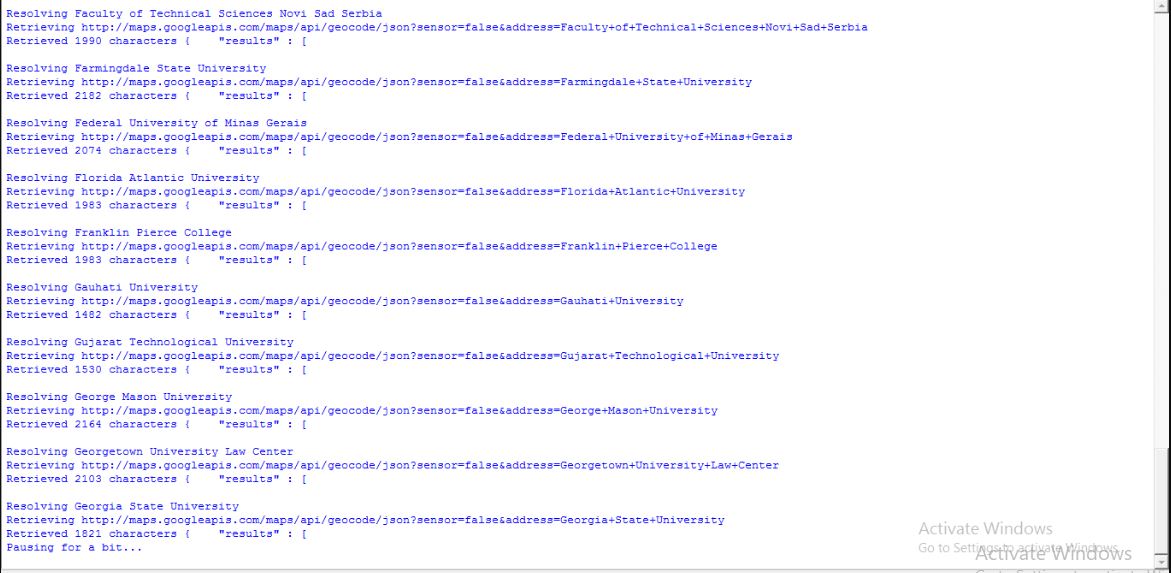 Resolving Faculty of Technical Sciences Novi Sad Serbia
Retrieving http://maps.googleapis.com/maps/api/geocode/json?sensor=false&address=Faculty+of+Technical+Sciences+Novi+Sad+Serbia
Retrieved 1990 characters {    "results" : [
Resolving Farmingdale State University
Retrieving http://maps.googleapis.com/maps/api/geocode/json?sensor=false&address=Farmingdale+State+University
Retrieved 2182 characters {    "results" : [
Resolving Federal University of Minas Gerais
Retrieving http://maps.googleapis.com/maps/api/geocode/json?sensor=false&address=Federal+University+of+Minas+Gerais
Retrieved 2074 characters {    "results" : [
Resolving Florida Atlantic University
Retrieving http://maps.googleapis.com/maps/api/geocode/json?sensor=false&address=Florida+Atlantic+University
Retrieved 1983 characters {    "results" : [
Resolving Franklin Pierce College
Retrieving http://maps.googleapis.com/maps/api/geocode/json?sensor=false&address=Franklin+Pierce+College
Retrieved 1983 characters {    "results" : [
Resolving Gauhati University
Retrieving http://maps.googleapis.com/maps/api/geocode/json?sensor=false&address=Gauhati+University
Retrieved 1482 characters {    "results" : [
Resolving Gujarat Technological University
Retrieving http://maps.googleapis.com/maps/api/geocode/json?sensor=false&address=Gujarat+Technological+University
Retrieved 1530 characters {    "results" : [
Resolving George Mason University
Retrieving http://maps.googleapis.com/maps/api/geocode/json?sensor=false&address=George+Mason+University
Retrieved 2164 characters {    "results" : [
Resolving Georgetown University Law Center
Retrieving http://maps.googleapis.com/maps/api/geocode/json?sensor=false&address=Georgetown+University+Law+Center
Retrieved 2103 characters {    "results" : [
Resolving Georgia State University
Retrieving http://maps.googleapis.com/maps/api/geocode/json?sensor=false&address=Georgia+State+University
Retrieved 1821 characters {    "results" : [
Pausing for a bit...
Activate Windows
Go to Settings to activate Windows.
Activate Windows